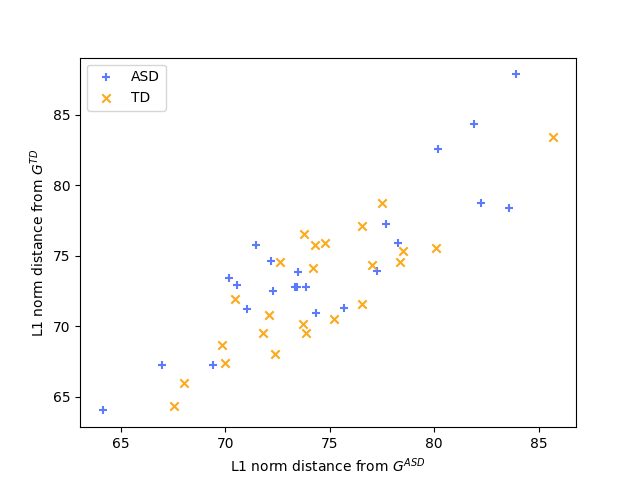 ASD
TD
85
80
75
70
65
L1 norm distance from G^{TD}
65 70 75 80 85
L1 norm distance from G^{ASD}